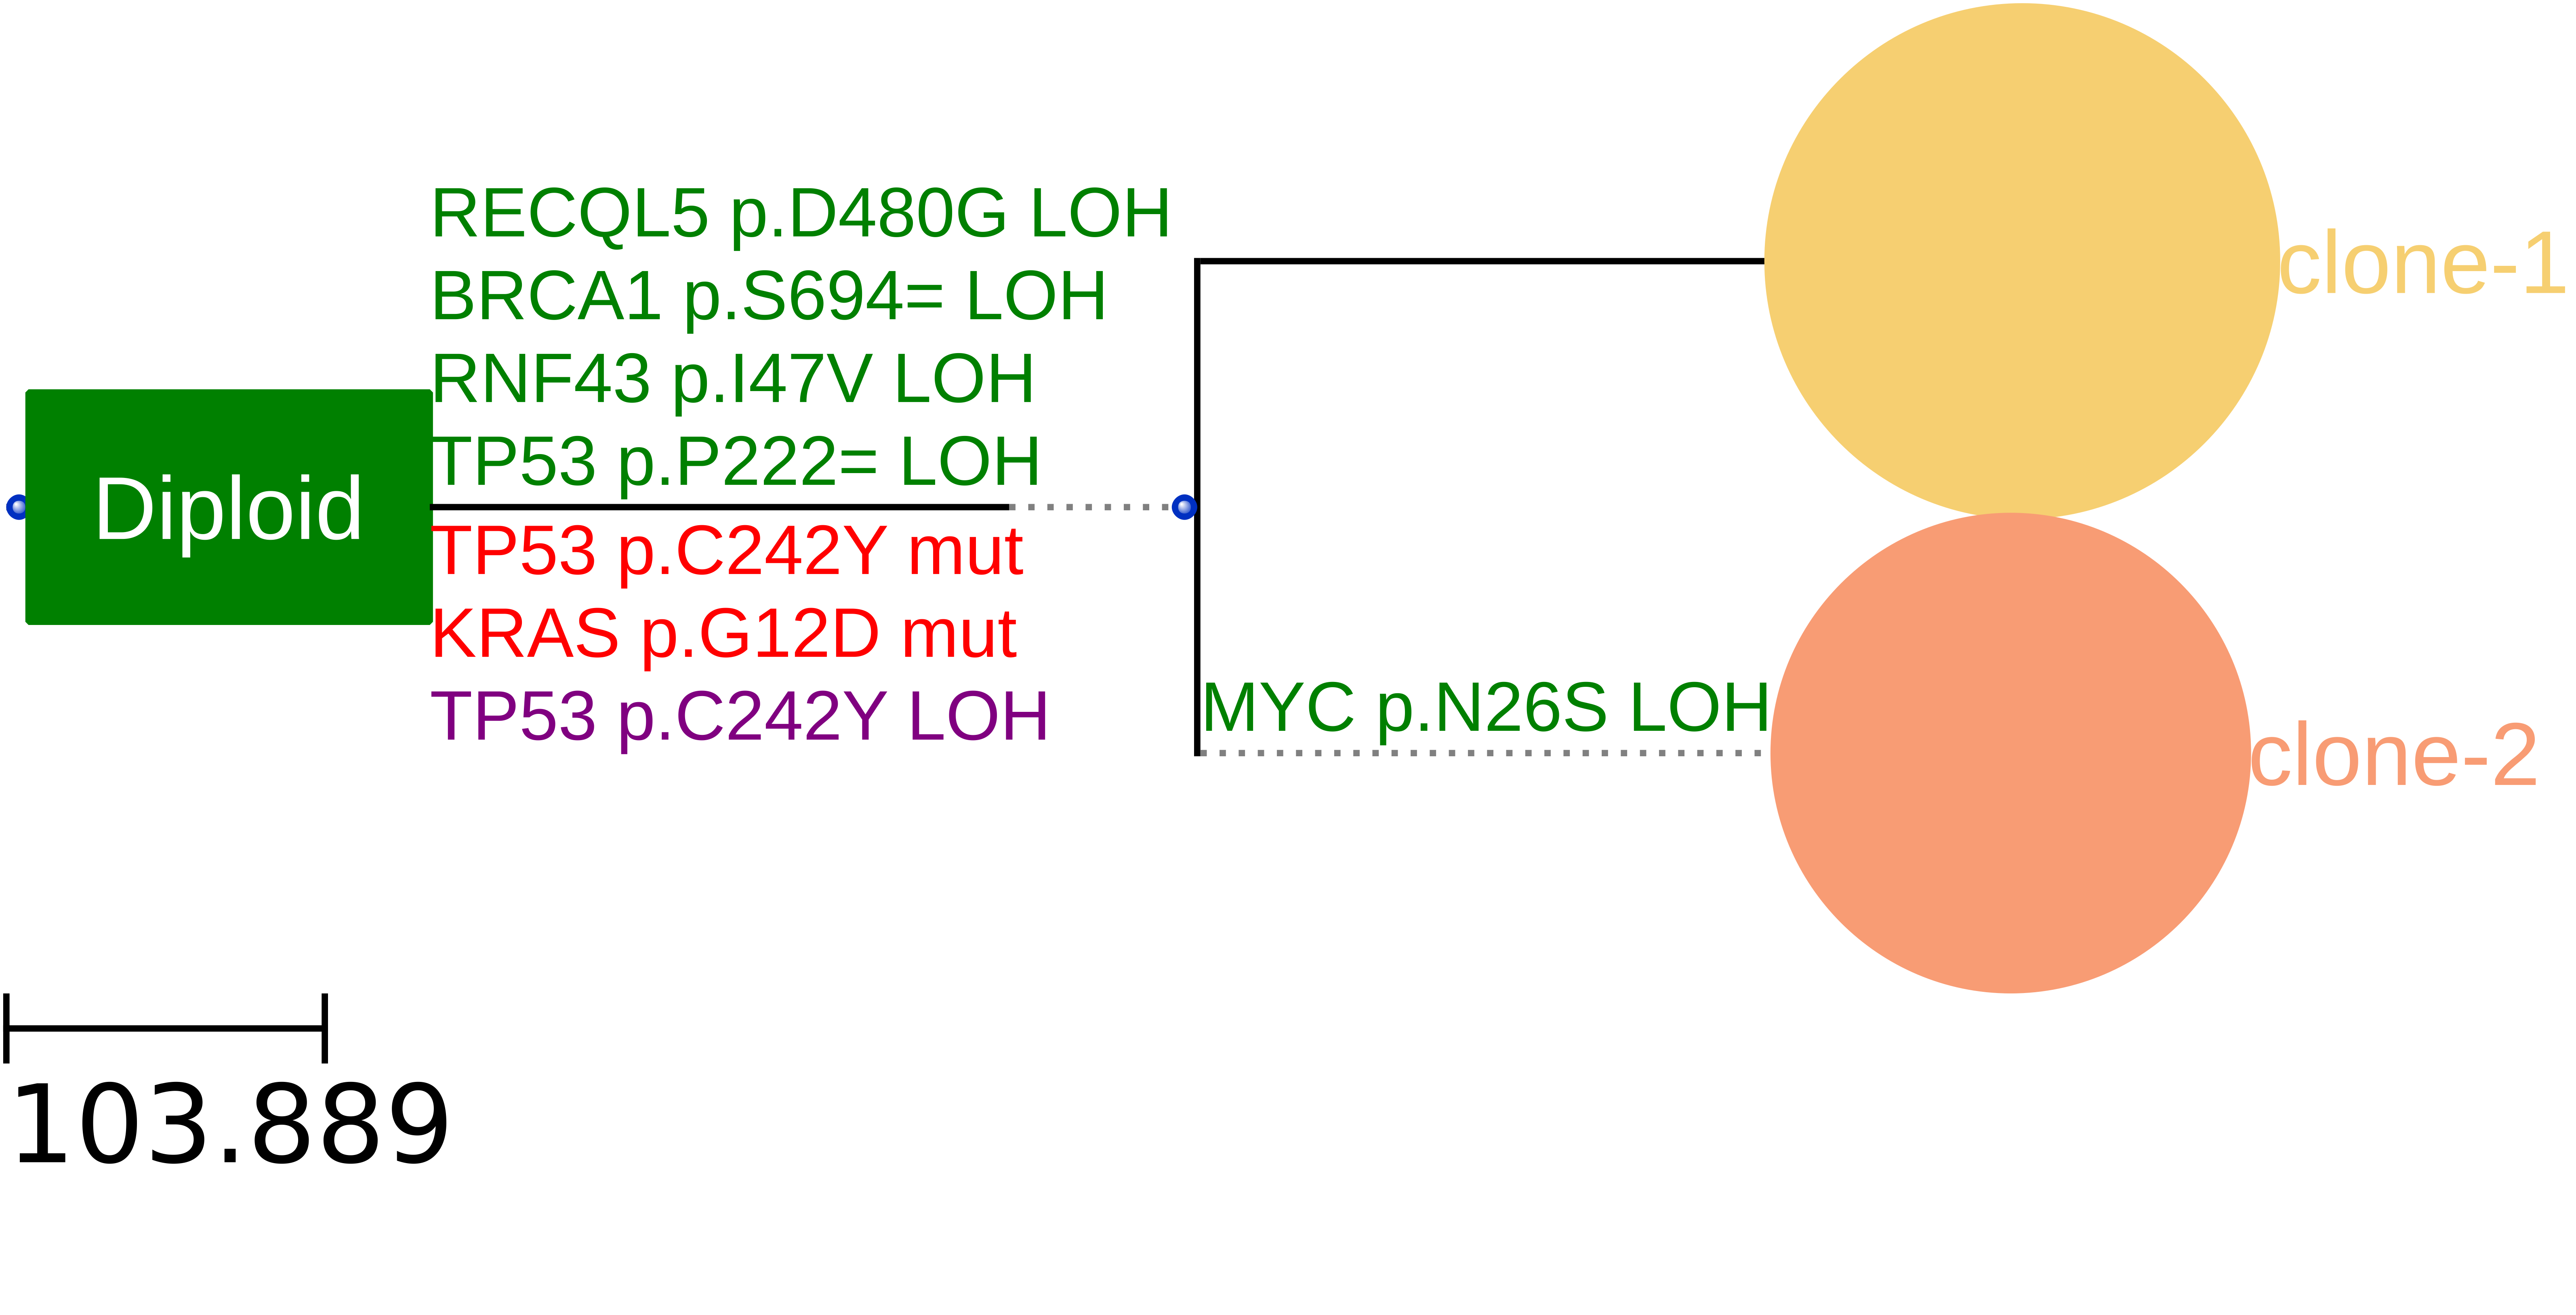 RECQL5 p.D480G LOH
BRCA1 p.S694= LOH
RNF43 p.I47V LOH
TP53 p.P222= LOH
Diploid
TP53 p.C242Y mut
KRAS p.G12D mut
TP53 p.C242Y LOH
clone-1
MYC p.N26S LOH
clone-2
103.889